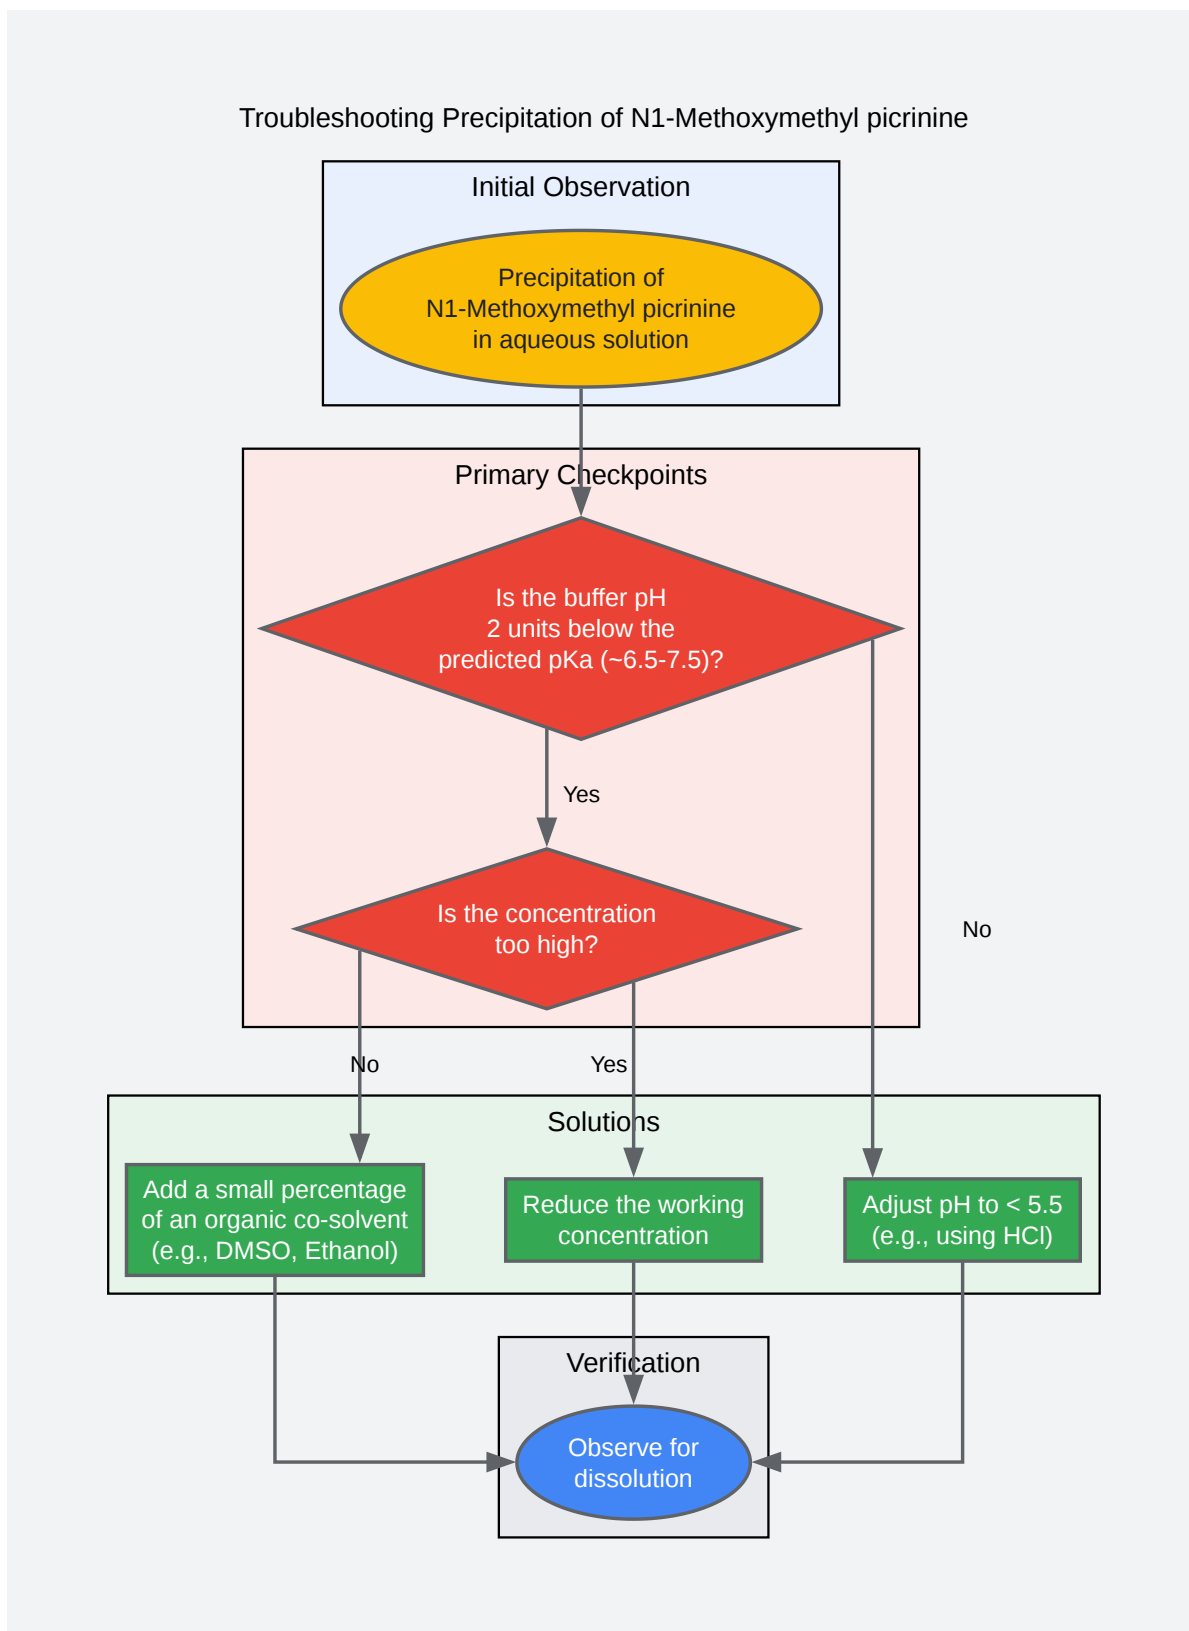 Troubleshooting Precipitation of N1-Methoxymethyl picrinine
Initial Observation
Precipitation of
N1-Methoxymethyl picrinine
in aqueous solution
Primary Checkpoints
Is the buffer pH
2 units below the
predicted pKa (~6.5-7.5)?
Yes
Is the concentration
too high?
No
No
Yes
Solutions
Add a small percentage
of an organic co-solvent
(e.g., DMSO, Ethanol)
Reduce the working
concentration
Adjust pH to < 5.5
(e.g., using HCl)
Verification
Observe for
dissolution